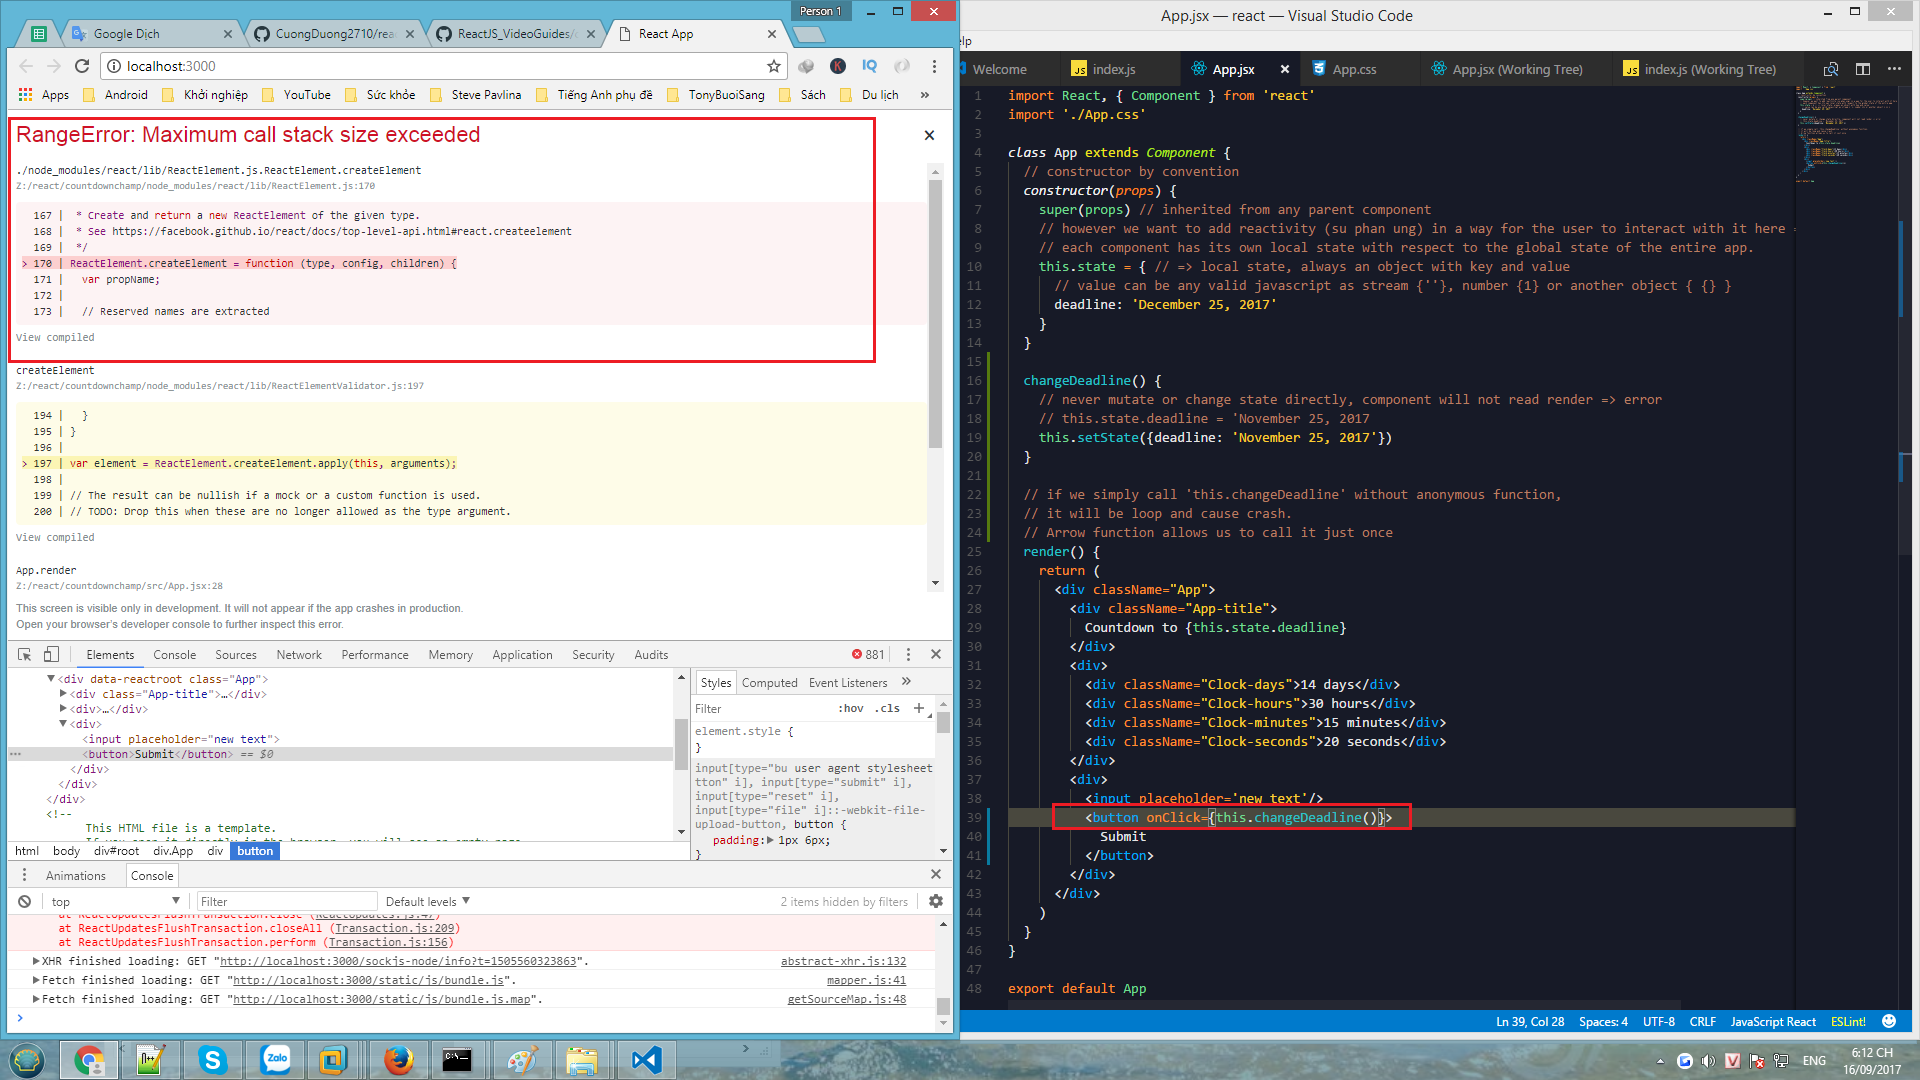 Person 1
Google Dịch
CuongDuong2710/rea
ReactJS_VideoGuides/
React App
localhost:3000
Apps
Android
Khởi nghiệp
YouTube
Sức khỏe
Steve Pavlina
Tiếng Anh phụ đề
TonyBuoiSang
Sách
Du lịch
»
RangeError: Maximum call stack size exceeded
./node_modules/react/lib/ReactElement.js.ReactElement.createElement
Z:/react/countdownchamp/node_modules/react/lib/ReactElement.js:170
167 |  * Create and return a new ReactElement of the given type.
168 |  * See https://facebook.github.io/react/docs/top-level-api.html#react.createelement
169 |  */
> 170 | ReactElement.createElement = function (type, config, children) {
171 |   var propName;
172 |
173 |   // Reserved names are extracted
View compiled
createElement
Z:/react/countdownchamp/node_modules/react/lib/ReactElementValidator.js:197
194 |   }
195 | }
196 |
> 197 | var element = ReactElement.createElement.apply(this, arguments);
198 |
199 | // The result can be nullish if a mock or a custom function is used.
200 | // TODO: Drop this when these are no longer allowed as the type argument.
View compiled
App.render
Z:/react/countdownchamp/src/App.jsx:28
This screen is visible only in development. It will not appear if the app crashes in production.
Open your browser's developer console to further inspect this error.
Elements
Console
Sources
Network
Performance
Memory
Application
Security
Audits
881
▼<div data-reactroot class="App">
▶<div class="App-title">…</div>
▶<div>…</div>
▼<div>
<input placeholder="new text">
<button>Submit</button> == $0
</div>
</div>
</div>
<!--
This HTML file is a template.
html body div#root div.App div button
Styles
Computed
Event Listeners
»
Filter
:hov .cls +
element.style {
}
input[type="bu user agent stylesheet
tton" i], input[type="submit" i],
input[type="reset" i],
input[type="file" i]::-webkit-file-
upload-button, button {
padding:▶ 1px 6px;
}
Animations
Console
top
Filter
Default levels ▼
2 items hidden by filters
at ReactUpdatesFlushTransaction.close (ReactUpdates.js:47)
at ReactUpdatesFlushTransaction.closeAll (Transaction.js:209)
at ReactUpdatesFlushTransaction.perform (Transaction.js:156)
▶XHR finished loading: GET "http://localhost:3000/sockjs-node/info?t=1505560323863". abstract-xhr.js:132
▶Fetch finished loading: GET "http://localhost:3000/static/js/bundle.js". mapper.js:41
▶Fetch finished loading: GET "http://localhost:3000/static/js/bundle.js.map". getSourceMap.js:48
>
App.jsx — react — Visual Studio Code
elp
Welcome
JS index.js
App.jsx
App.css
App.jsx (Working Tree)
JS index.js (Working Tree)
1 import React, { Component } from 'react'
2 import './App.css'
3
4 class App extends Component {
5 // constructor by convention
6 constructor(props) {
7 super(props) // inherited from any parent component
8 // however we want to add reactivity (su phan ung) in a way for the user to interact with it here =
9 // each component has its own local state with respect to the global state of the entire app.
10 this.state = { // => local state, always an object with key and value
11 // value can be any valid javascript as stream {''}, number {1} or another object { {} }
12 deadline: 'December 25, 2017'
13 }
14 }
15
16 changeDeadline() {
17 // never mutate or change state directly, component will not read render => error
18 // this.state.deadline = 'November 25, 2017
19 this.setState({deadline: 'November 25, 2017'})
20 }
21
22 // if we simply call 'this.changeDeadline' without anonymous function,
23 // it will be loop and cause crash.
24 // Arrow function allows us to call it just once
25 render() {
26 return (
27 <div className="App">
28 <div className="App-title">
29 Countdown to {this.state.deadline}
30 </div>
31 <div>
32 <div className="Clock-days">14 days</div>
33 <div className="Clock-hours">30 hours</div>
34 <div className="Clock-minutes">15 minutes</div>
35 <div className="Clock-seconds">20 seconds</div>
36 </div>
37 <div>
38 <input placeholder='new text'/>
39 <button onClick={this.changeDeadline()}>
40 Submit
41 </button>
42 </div>
43 </div>
44 )
45 }
46 }
47
48 export default App
Ln 39, Col 28
Spaces: 4
UTF-8
CRLF
JavaScript React
ESLint!
Zalo
ENG
6:12 CH
16/09/2017